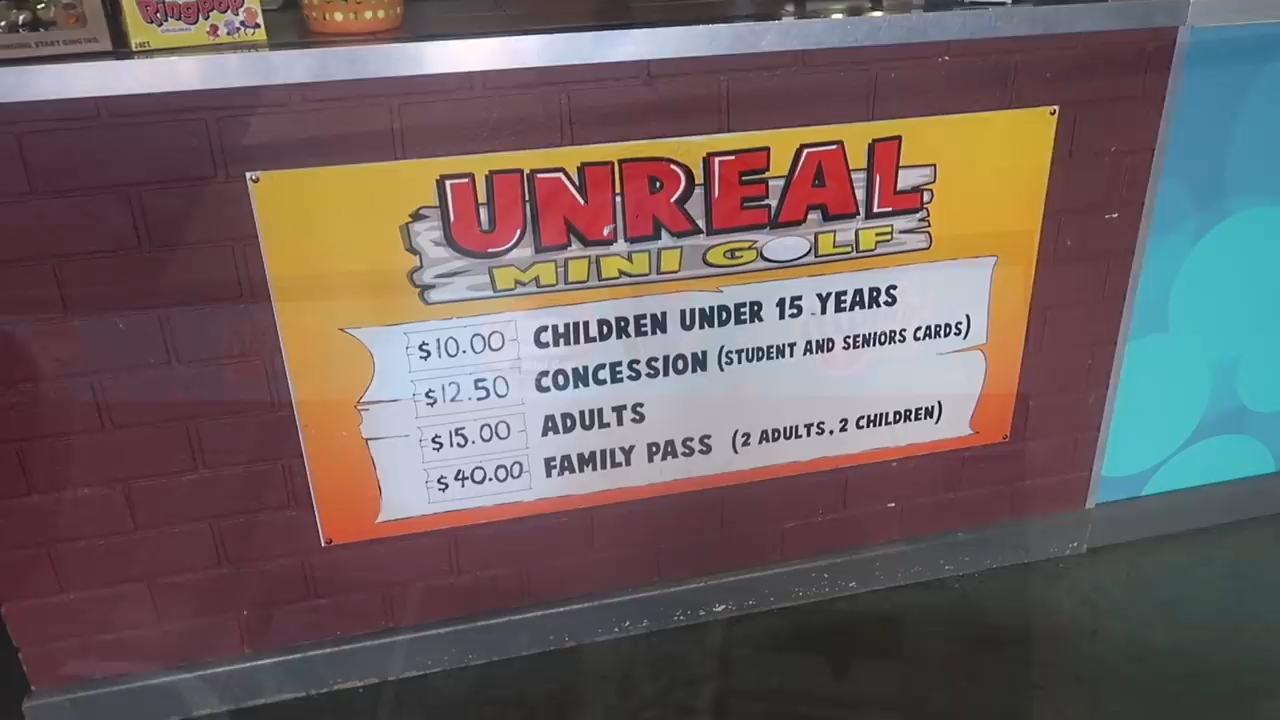 RingPop
ORIGINAL
UNREAL
MINI GOLF
$10.00 CHILDREN UNDER 15 YEARS
$12.50 CONCESSION (STUDENT AND SENIORS CARDS)
$15.00 ADULTS
$40.00 FAMILY PASS (2 ADULTS, 2 CHILDREN)